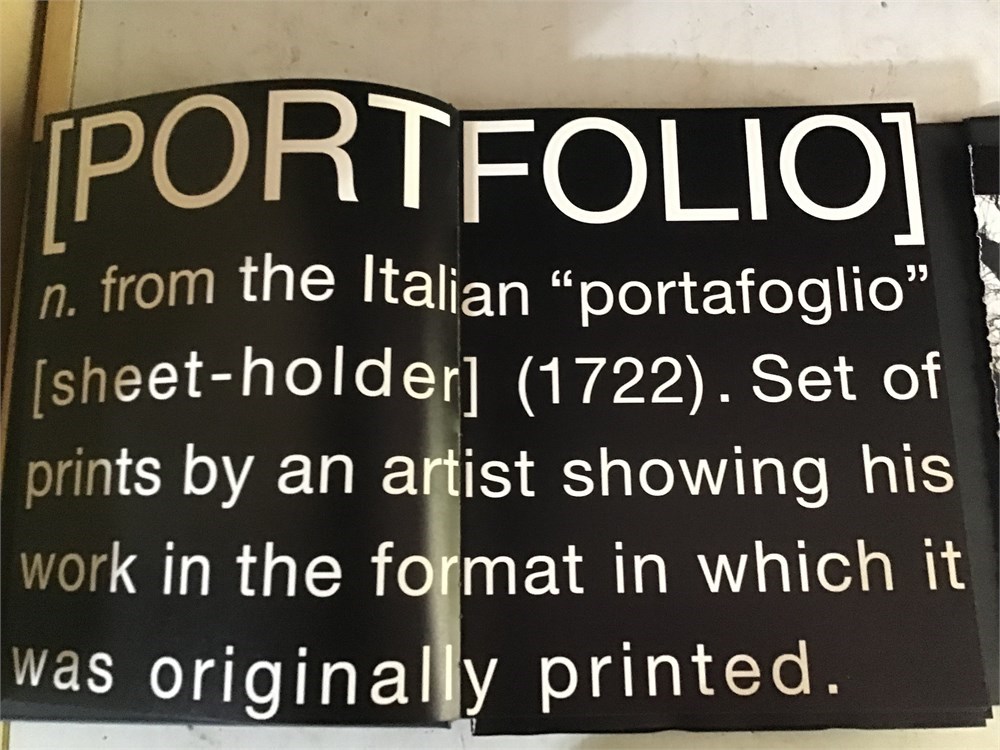 [PORTFOLIO]
n. from the Italian “portafoglio”
[sheet-holder] (1722). Set of
prints by an artist showing his
work in the format in which it
was originally printed.